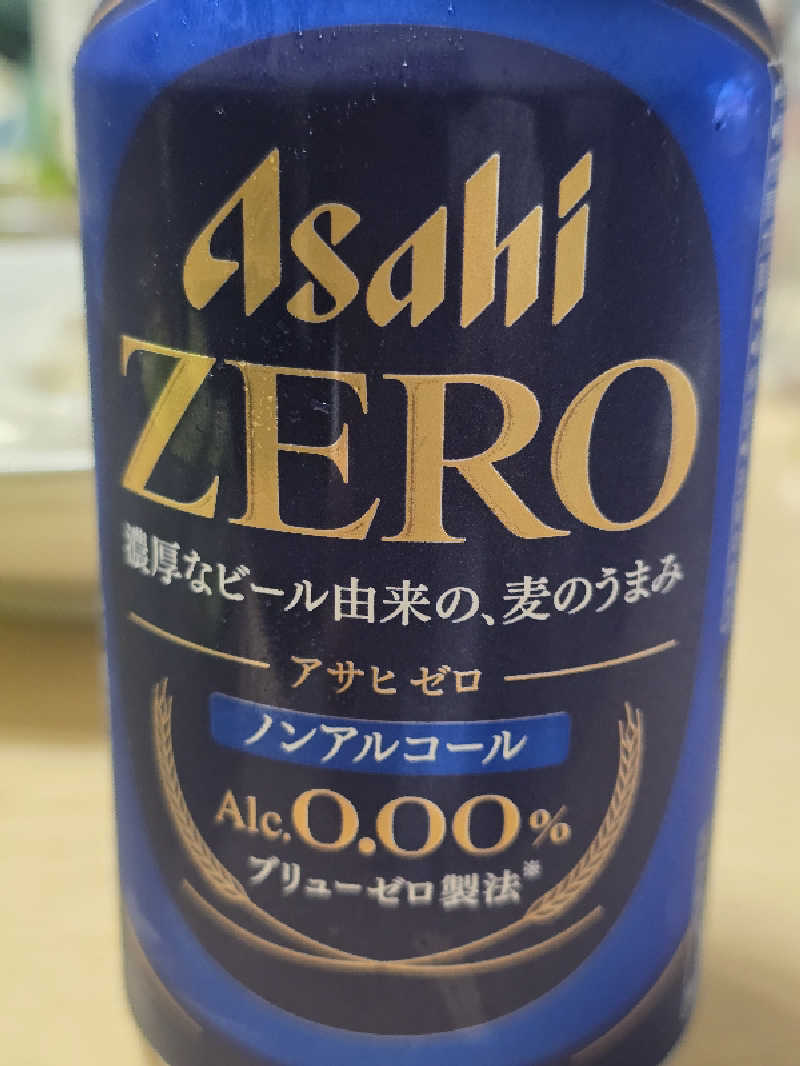 Asahi
ZERO
濃厚なビール由来の、麦のうまみ
アサヒ ゼロ
ノンアルコール
Alc.0.00%
ブリューゼロ製法※